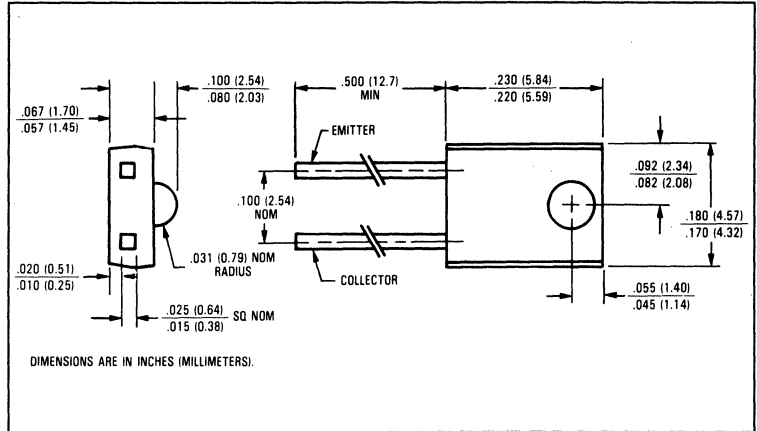 .100 (2.54)
.080 (2.03)
.067 (1.70)
.057 (1.45)
.500 (12.7)
MIN
.230 (5.84)
.220 (5.59)
EMITTER
.092 (2.34)
.082 (2.08)
.100 (2.54)
NOM
.180 (4.57)
.170 (4.32)
.031 (0.79) NOM
RADIUS
COLLECTOR
.020 (0.51)
.010 (0.25)
.055 (1.40)
.045 (1.14)
.025 (0.64)
.015 (0.38)
SQ NOM
DIMENSIONS ARE IN INCHES (MILLIMETERS).